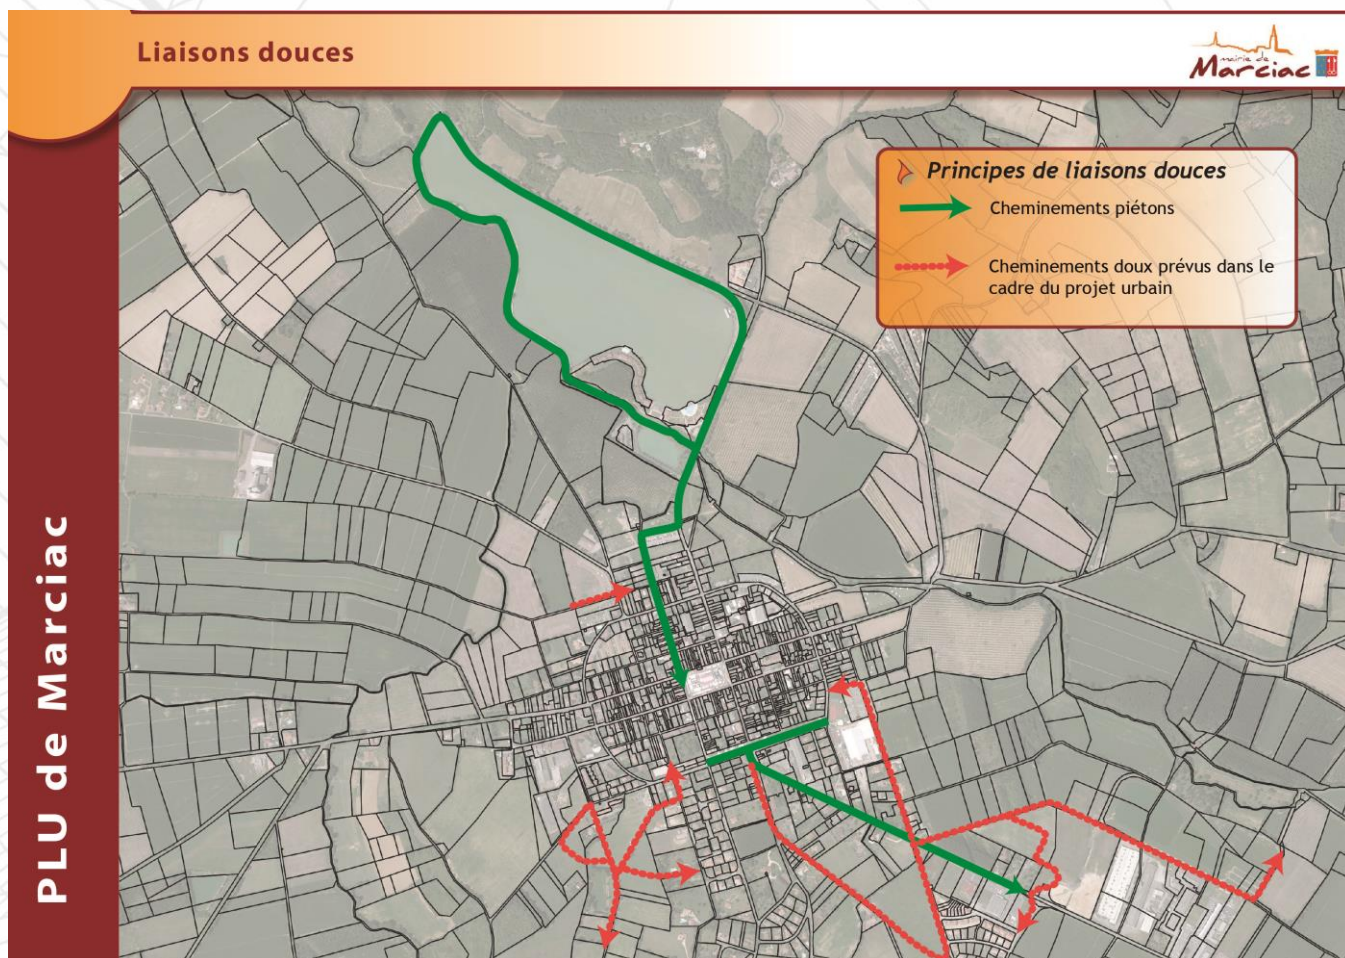 Liaisons douces
mairie de
Marciac
Principes de liaisons douces
Cheminements piétons
Cheminements doux prévus dans le
cadre du projet urbain
PLU de Marciac